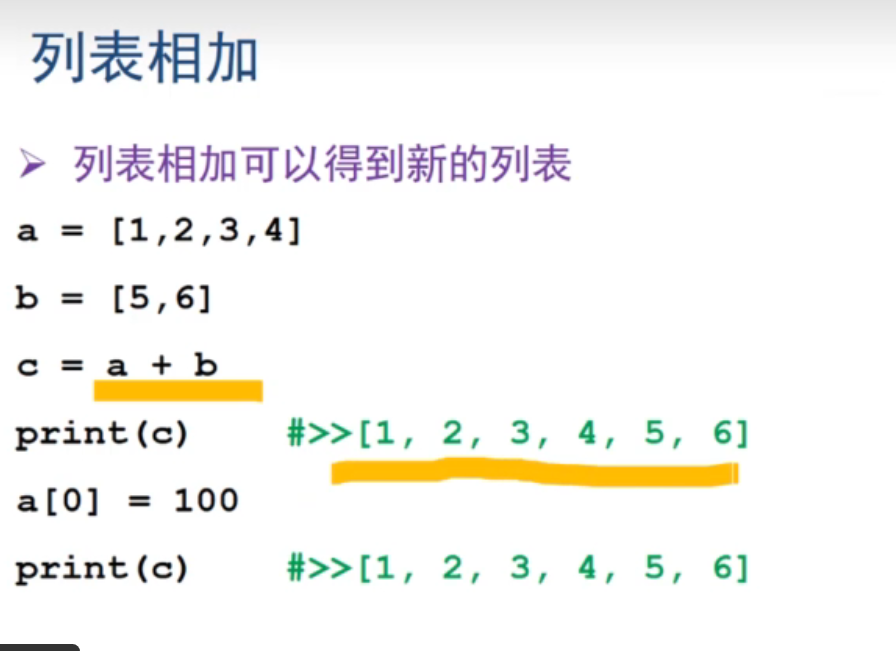 列表相加
➢ 列表相加可以得到新的列表
a = [1,2,3,4]
b = [5,6]
c = a + b
print(c) #>>[1, 2, 3, 4, 5, 6]
a[0] = 100
print(c) #>>[1, 2, 3, 4, 5, 6]